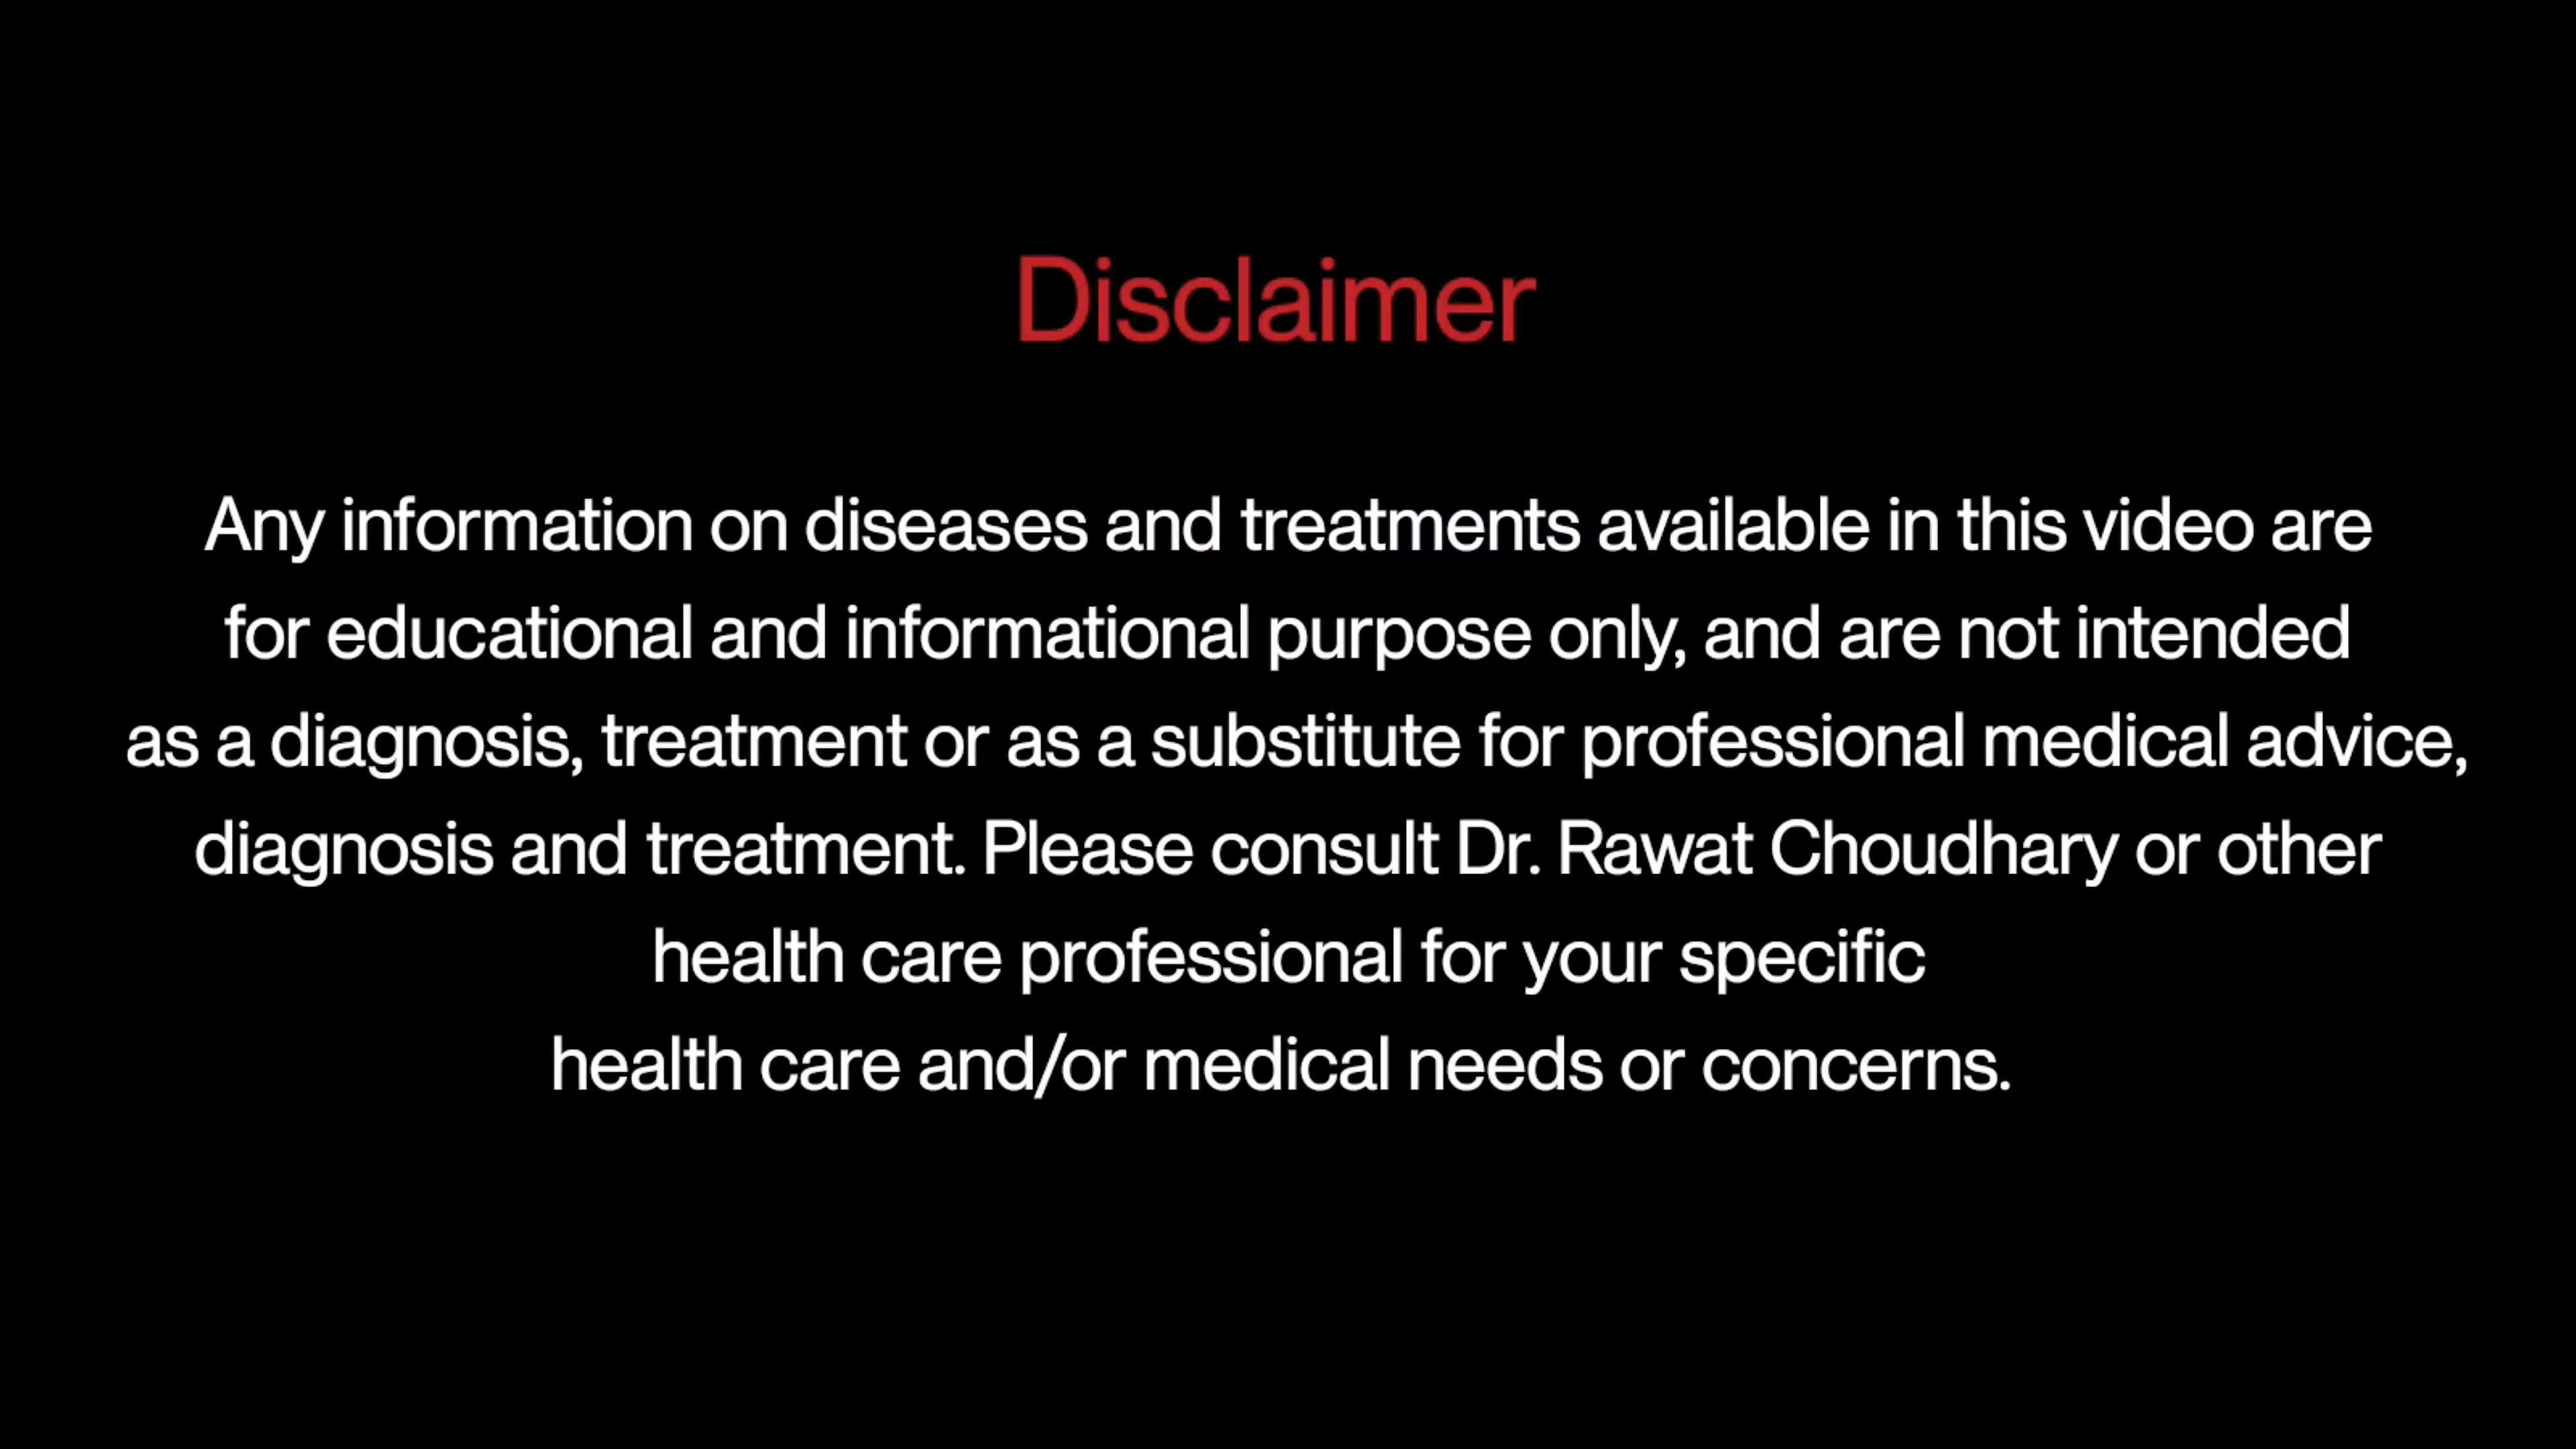 Disclaimer
Any information on diseases and treatments available in this video are
for educational and informational purpose only, and are not intended
as a diagnosis, treatment or as a substitute for professional medical advice,
diagnosis and treatment. Please consult Dr. Rawat Choudhary or other
health care professional for your specific
health care and/or medical needs or concerns.